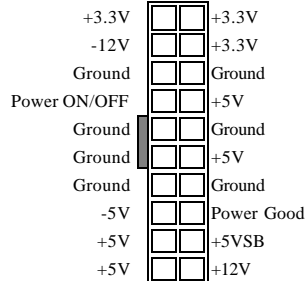 +3.3V +3.3V
-12V +3.3V
Ground Ground
Power ON/OFF +5V
Ground Ground
Ground +5V
Ground Ground
-5V Power Good
+5V +5VSB
+5V +12V